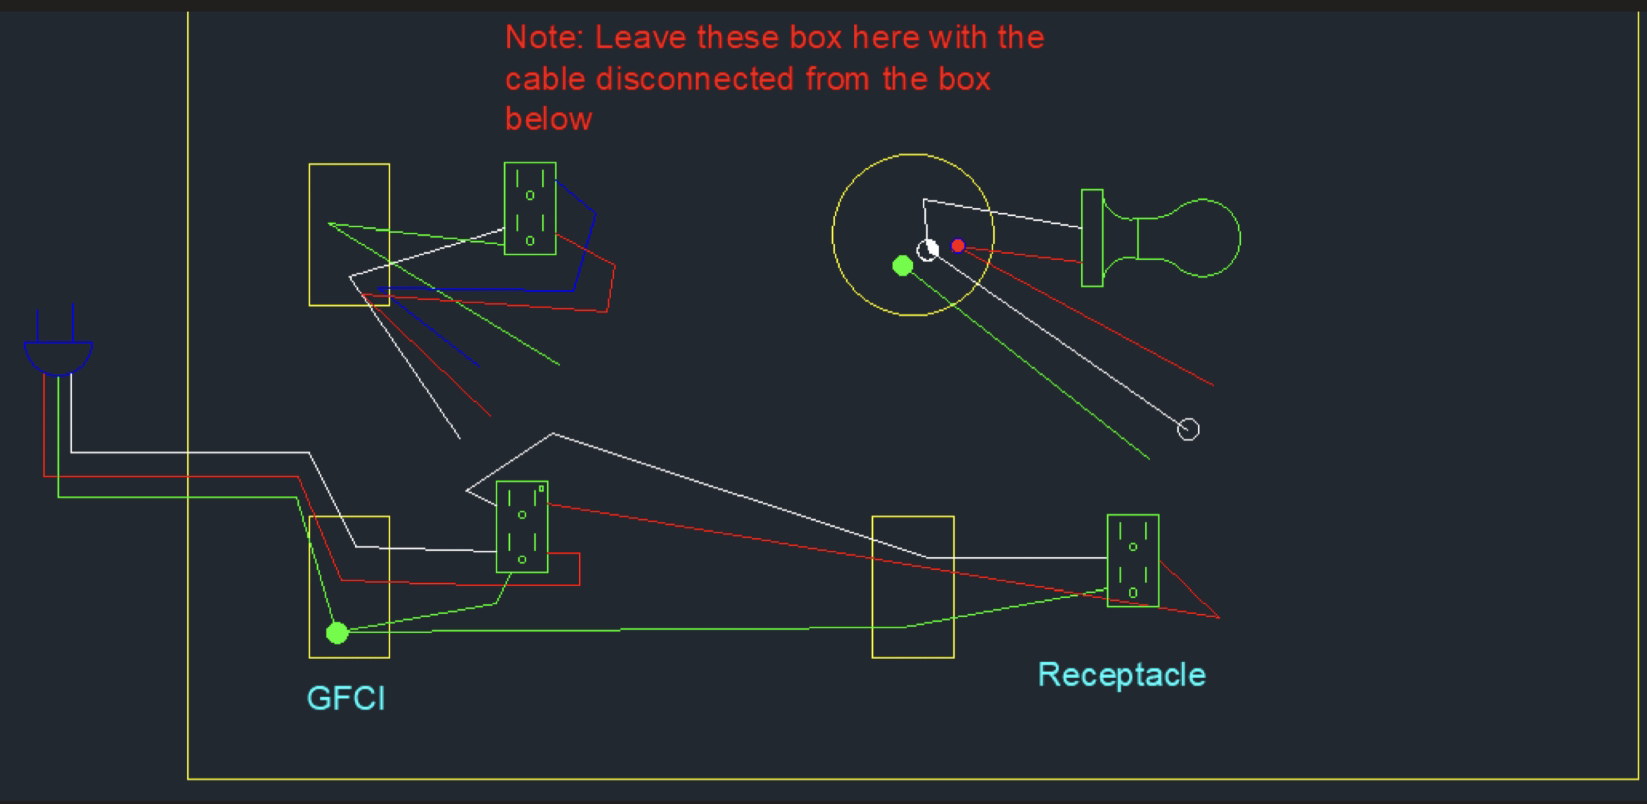 Note: Leave these box here with the
cable disconnected from the box
below
Receptacle
GFCI